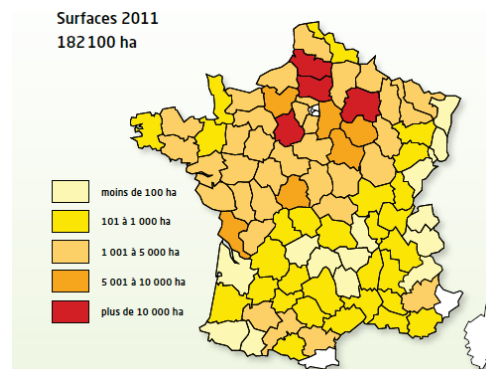 Surfaces 2011
182 100 ha
moins de 100 ha
101 à 1 000 ha
1 001 à 5 000 ha
5 001 à 10 000 ha
plus de 10 000 ha